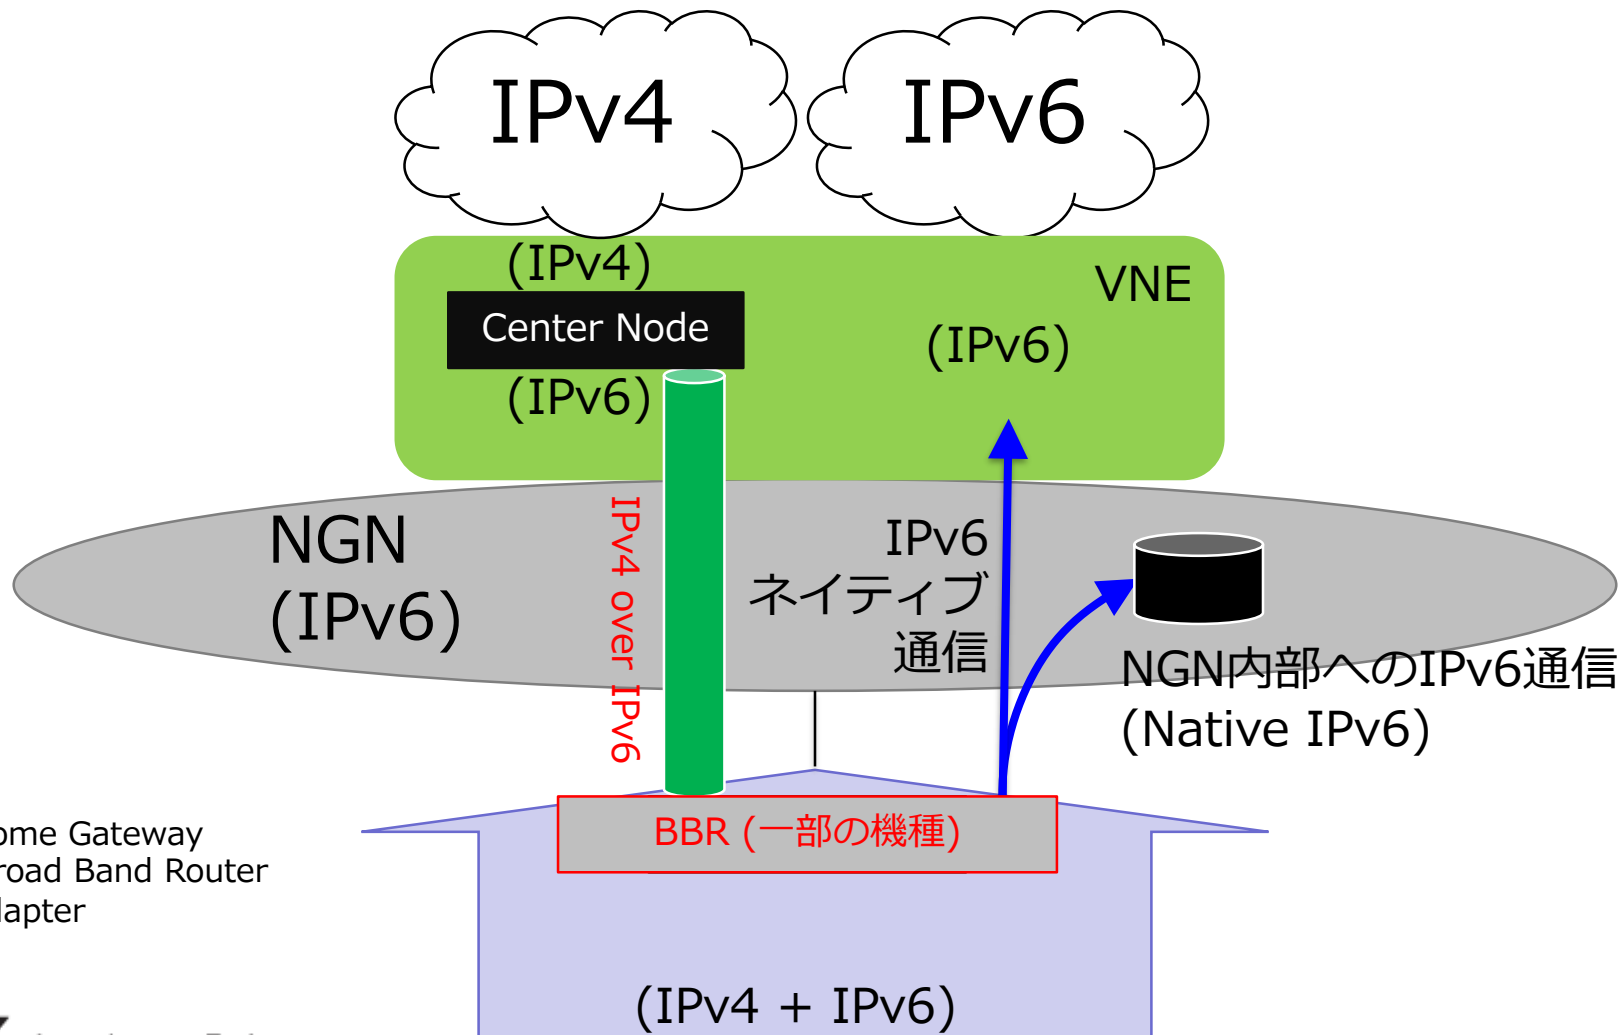 IPv4
IPv6
(IPv4)
VNE
Center Node
(IPv6)
(IPv6)
NGN
(IPv6)
IPv4 over IPv6
IPv6
ネイティブ
通信
NGN内部へのIPv6通信
(Native IPv6)
BBR (一部の機種)
ome Gateway
road Band Router
dapter
(IPv4 + IPv6)